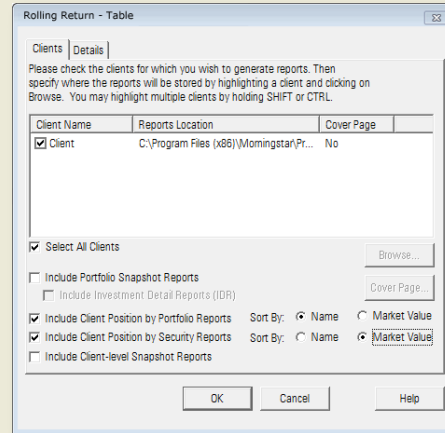 Rolling Return - Table
Clients Details
Please check the clients for which you wish to generate reports. Then
specify where the reports will be stored by highlighting a client and clicking on
Browse. You may highlight multiple clients by holding SHIFT or CTRL.
Client Name Reports Location Cover Page
Client C:\Program Files (x86)\Morningstar\Pr... No
Select All Clients
Browse...
Include Portfolio Snapshot Reports
Include Investment Detail Reports (IDR)
Cover Page...
Include Client Position by Portfolio Reports Sort By: Name Market Value
Include Client Position by Security Reports Sort By: Name Market Value
Include Client-level Snapshot Reports
OK Cancel Help